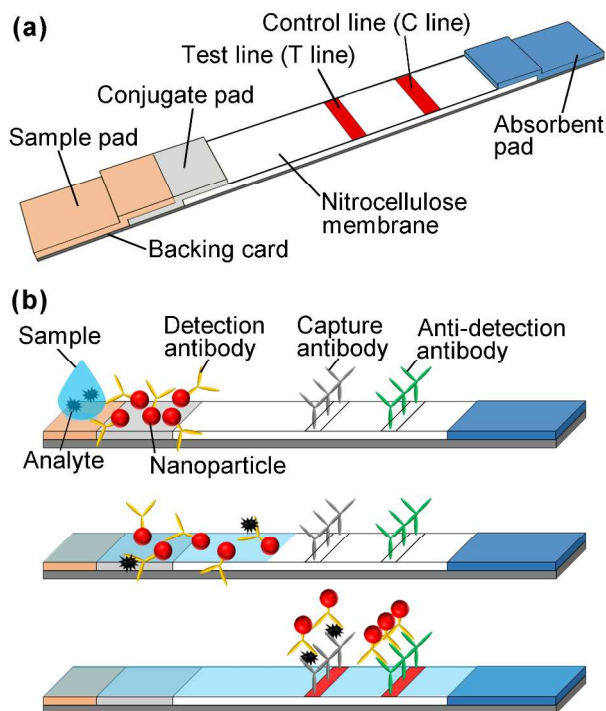 (a)
Control line (C line)
Test line (T line)
Conjugate pad
Sample pad
Absorbent
pad
Nitrocellulose
membrane
Backing card
(b)
Sample
Detection
antibody
Capture
antibody
Anti-detection
antibody
Analyte
Nanoparticle